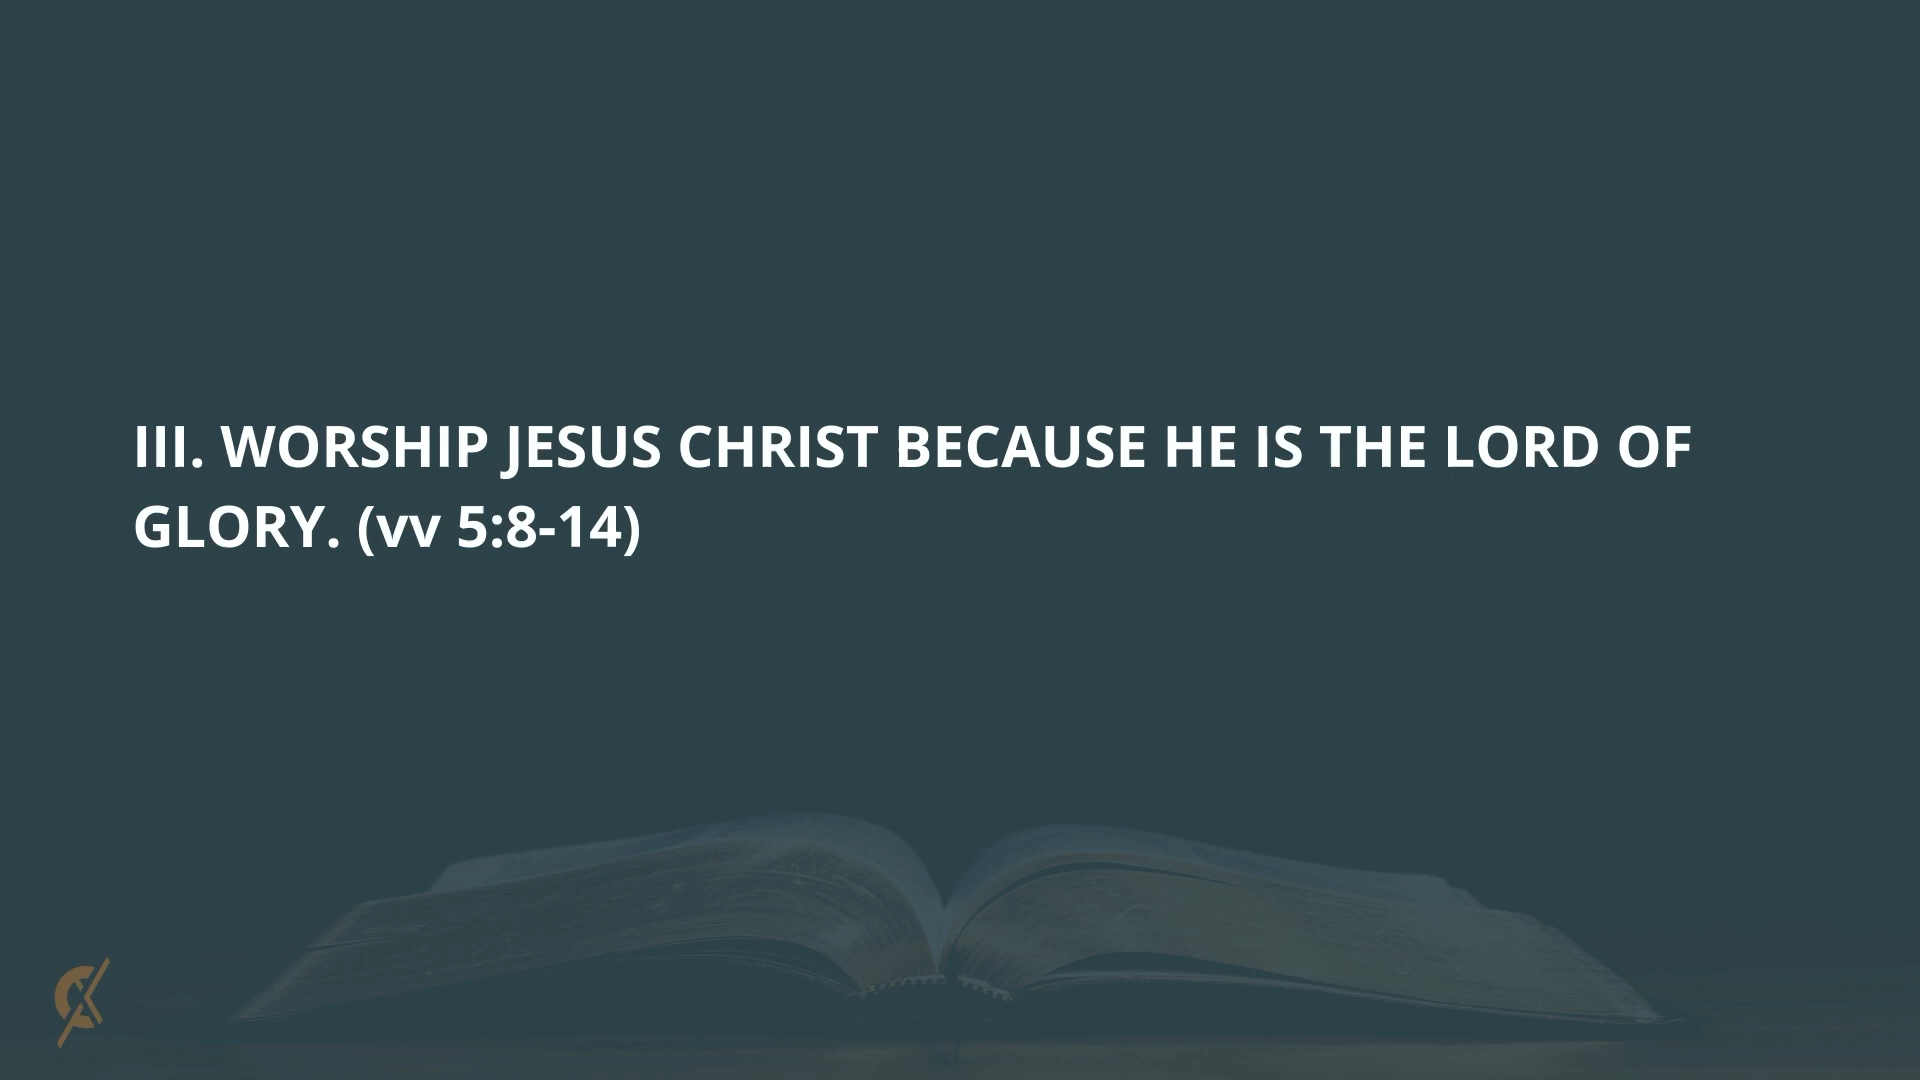 III. WORSHIP JESUS CHRIST BECAUSE HE IS THE LORD OF
GLORY. (vv 5:8-14)